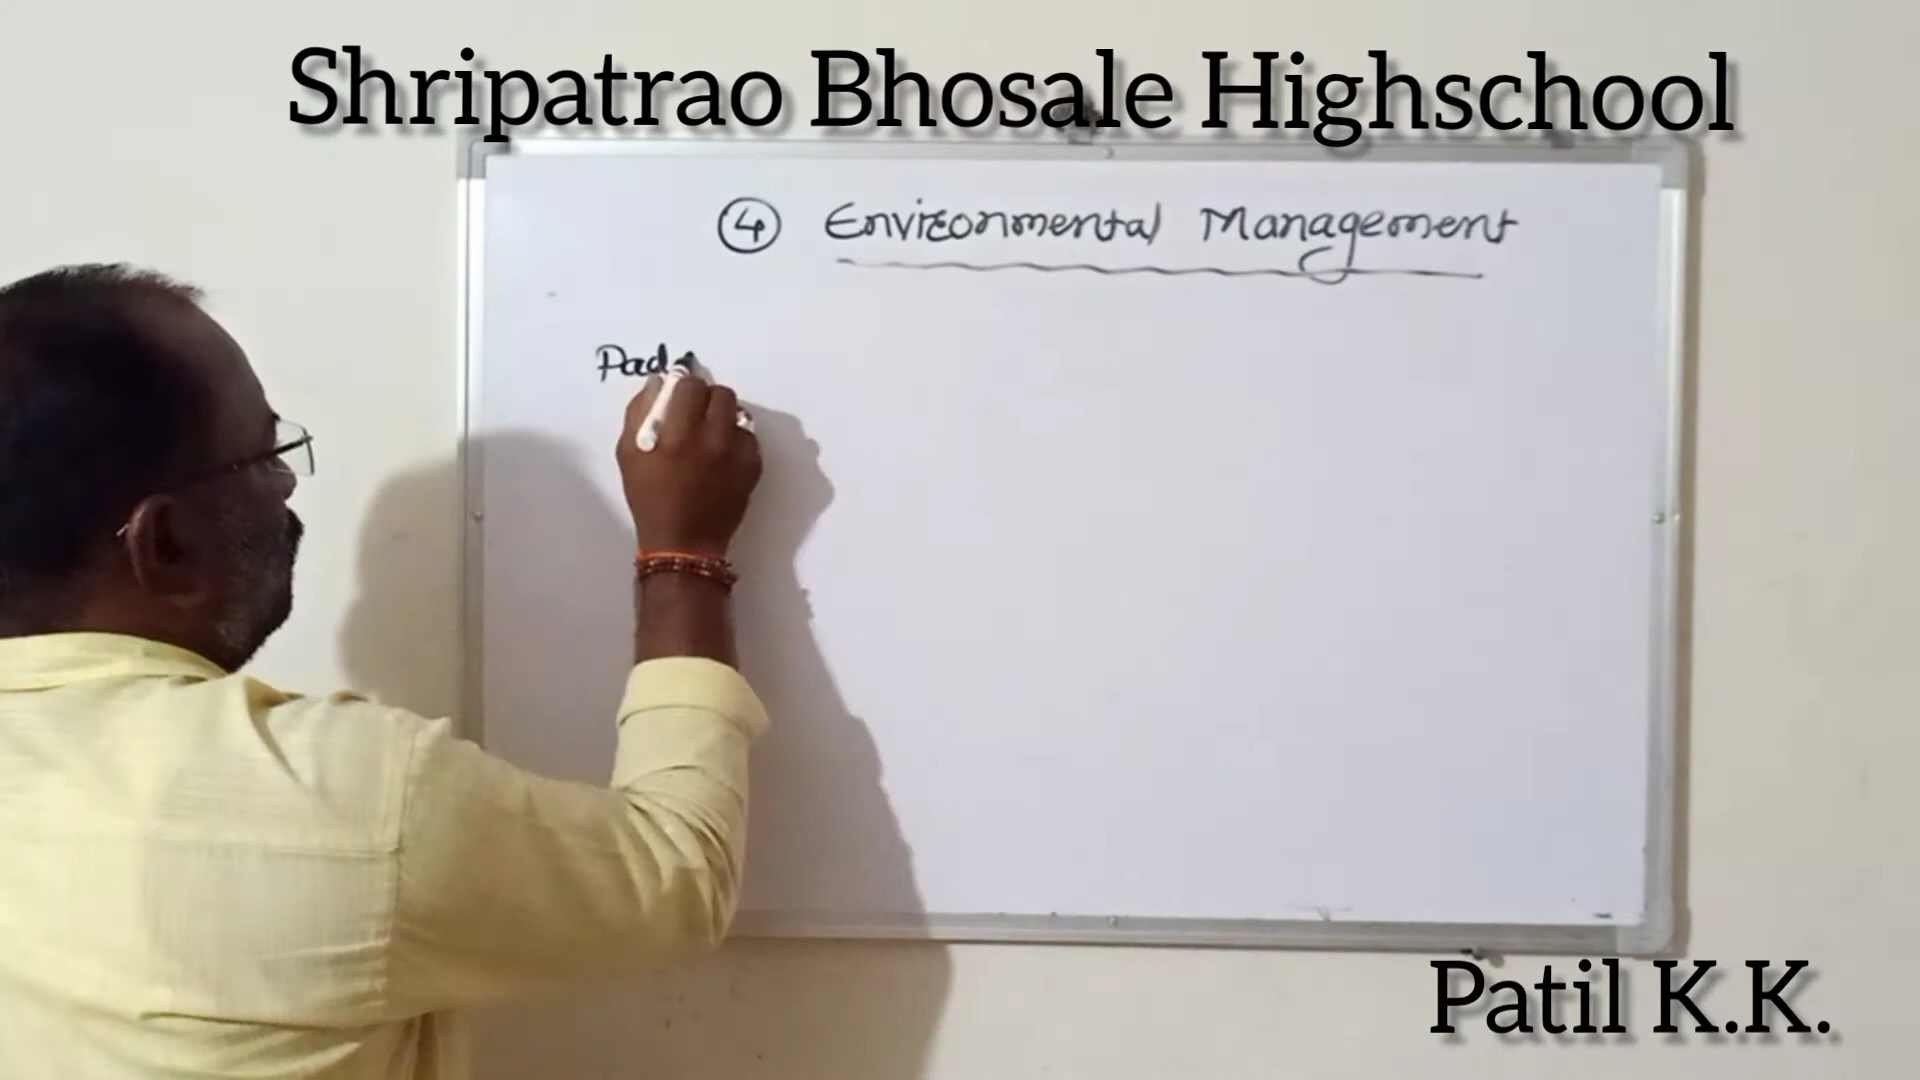 Shripatrao Bhosale Highschool
④ Environmental Management
Pad
Patil K.K.